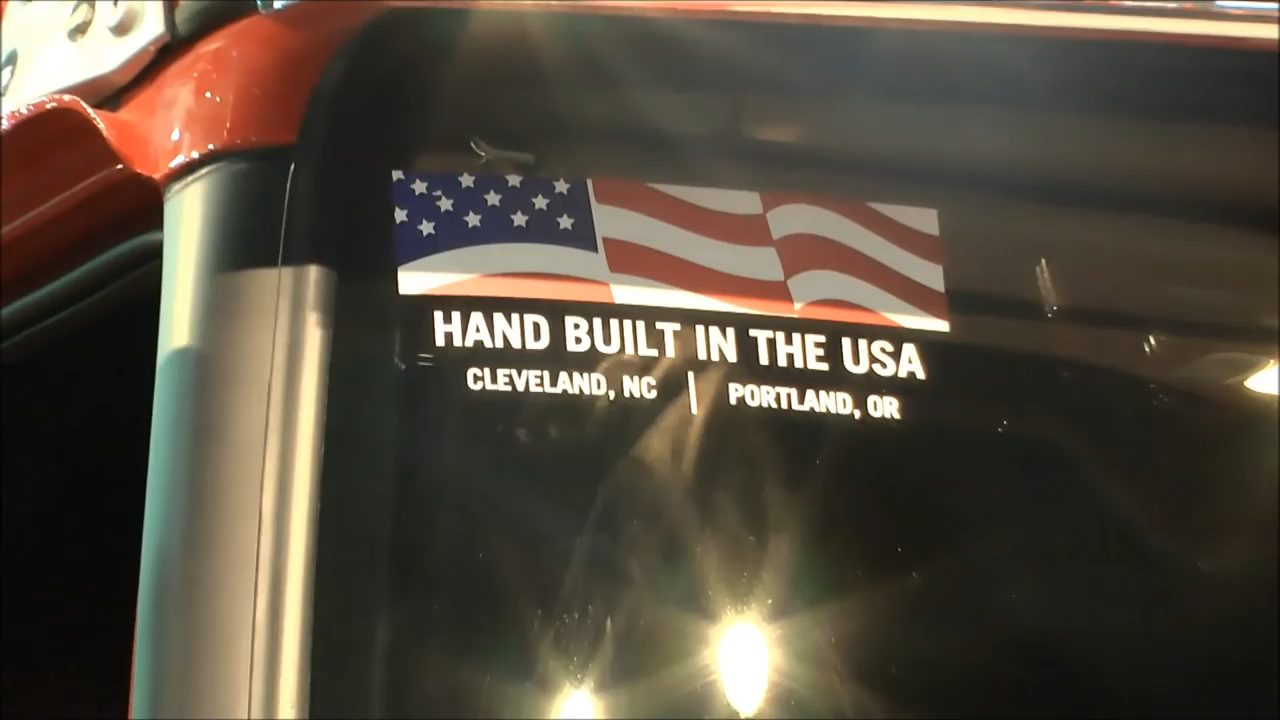 HAND BUILT IN THE USA
CLEVELAND, NC | PORTLAND, OR